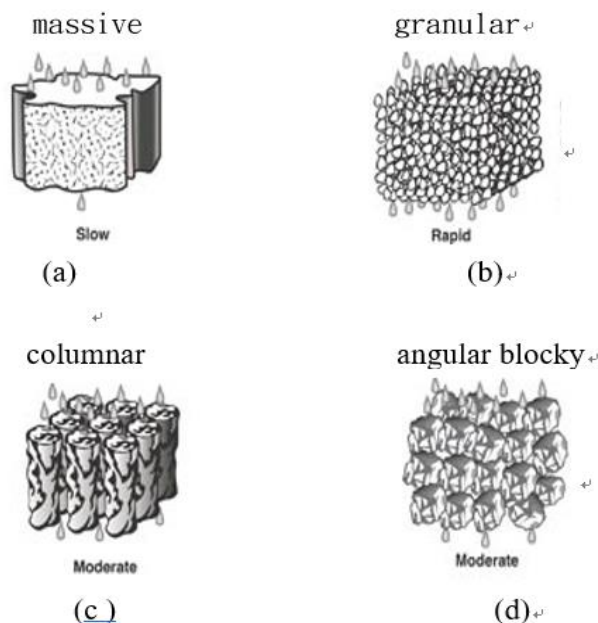 massive
granular
Slow
Rapid
(a)
(b)
columnar
angular blocky
Moderate
Moderate
(c )
(d)